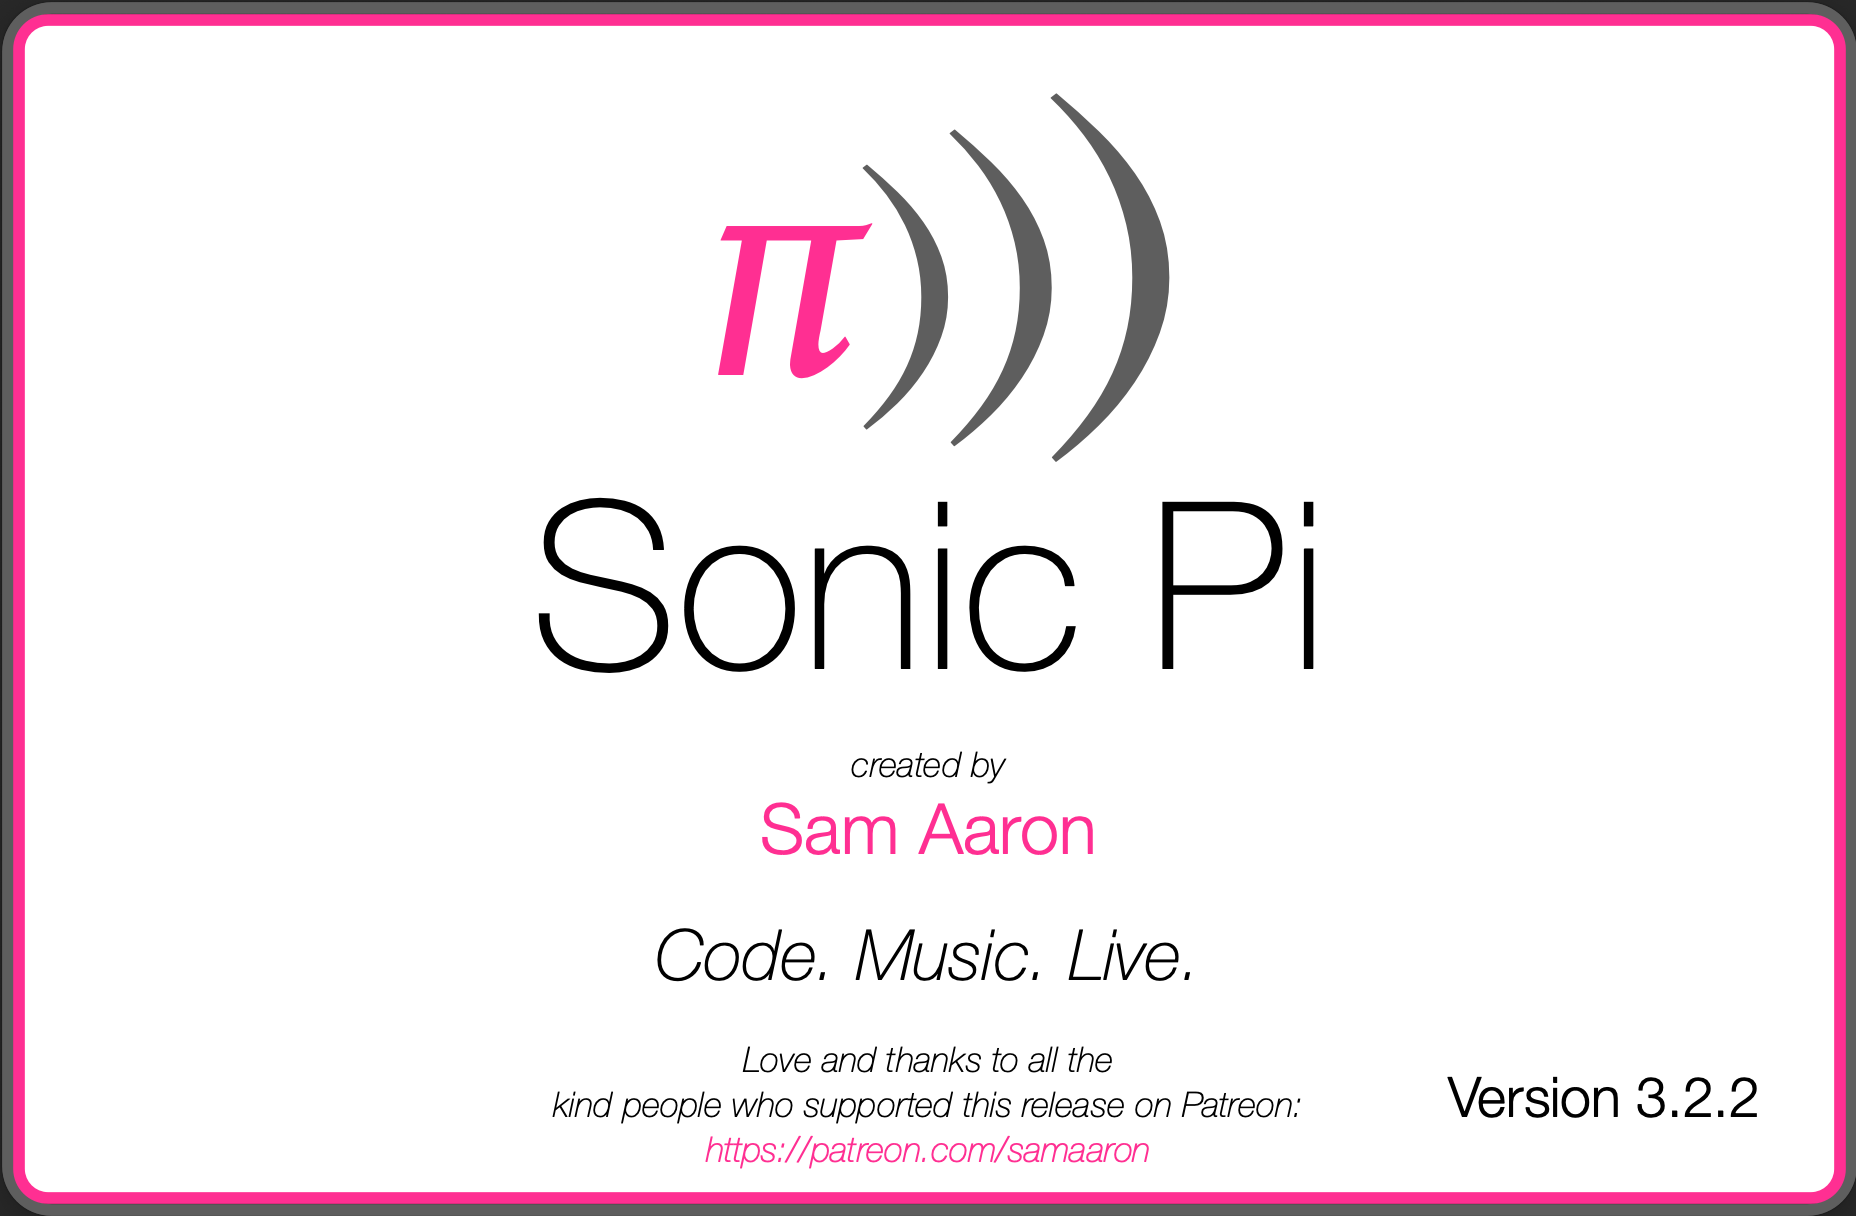 π)))
Sonic Pi
created by
Sam Aaron
Code. Music. Live.
Love and thanks to all the
kind people who supported this release on Patreon:
https://patreon.com/samaaron
Version 3.2.2